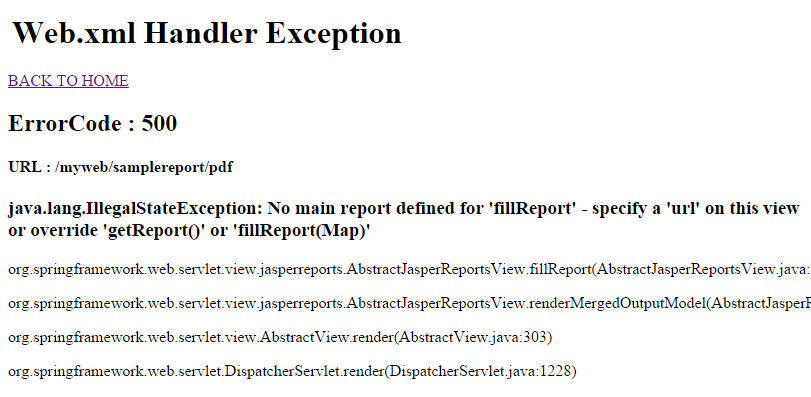 Web.xml Handler Exception
BACK TO HOME
ErrorCode : 500
URL : /myweb/samplereport/pdf
java.lang.IllegalStateException: No main report defined for 'fillReport' - specify a 'url' on this view
or override 'getReport()' or 'fillReport(Map)'
org.springframework.web.servlet.view.jasperreports.AbstractJasperReportsView.fillReport(AbstractJasperReportsView.java:
org.springframework.web.servlet.view.jasperreports.AbstractJasperReportsView.renderMergedOutputModel(AbstractJasperR
org.springframework.web.servlet.view.AbstractView.render(AbstractView.java:303)
org.springframework.web.servlet.DispatcherServlet.render(DispatcherServlet.java:1228)